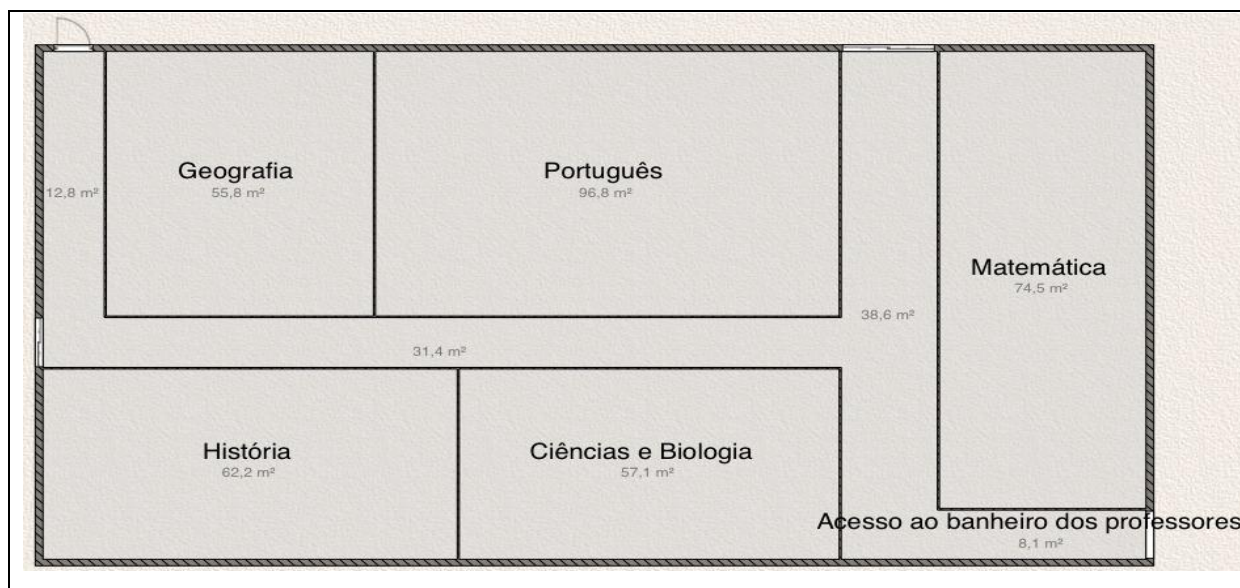 Geografia
55,8 m²
Português
96,8 m²
12,8 m²
Matemática
74,5 m²
38,6 m²
31,4 m²
História
62,2 m²
Ciências e Biologia
57,1 m²
Acesso ao banheiro dos professores
8,1 m²